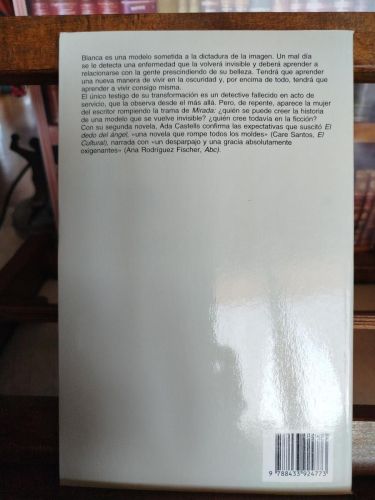 Blanca es una modelo sometida a la dictadura de la imagen. Un mal día
se le detecta una enfermedad que la volverá invisible y deberá aprender a
relacionarse con la gente prescindiendo de su belleza. Tendrá que aprender
una nueva manera de vivir en la oscuridad y, por encima de todo, tendrá
que aprender a vivir consigo misma.
El único testigo de su transformación es un detective fallecido en acto de
servicio, que la observa desde el más allá. Pero, de repente, aparece la mujer
del escritor rompiendo la trama de Mirada: ¿quién se puede creer la historia
de una modelo que se vuelve invisible? ¿quién cree todavía en la ficción?
Con su segunda novela, Ada Castells confirma las expectativas que suscitó El
dedo del ángel, «una novela que rompe todos los moldes» (Care Santos, El
Cultural), narrada con «un desparpajo y una gracia absolutamente
oxigenantes» (Ana Rodríguez Fischer, Abc).
9 788433 924773